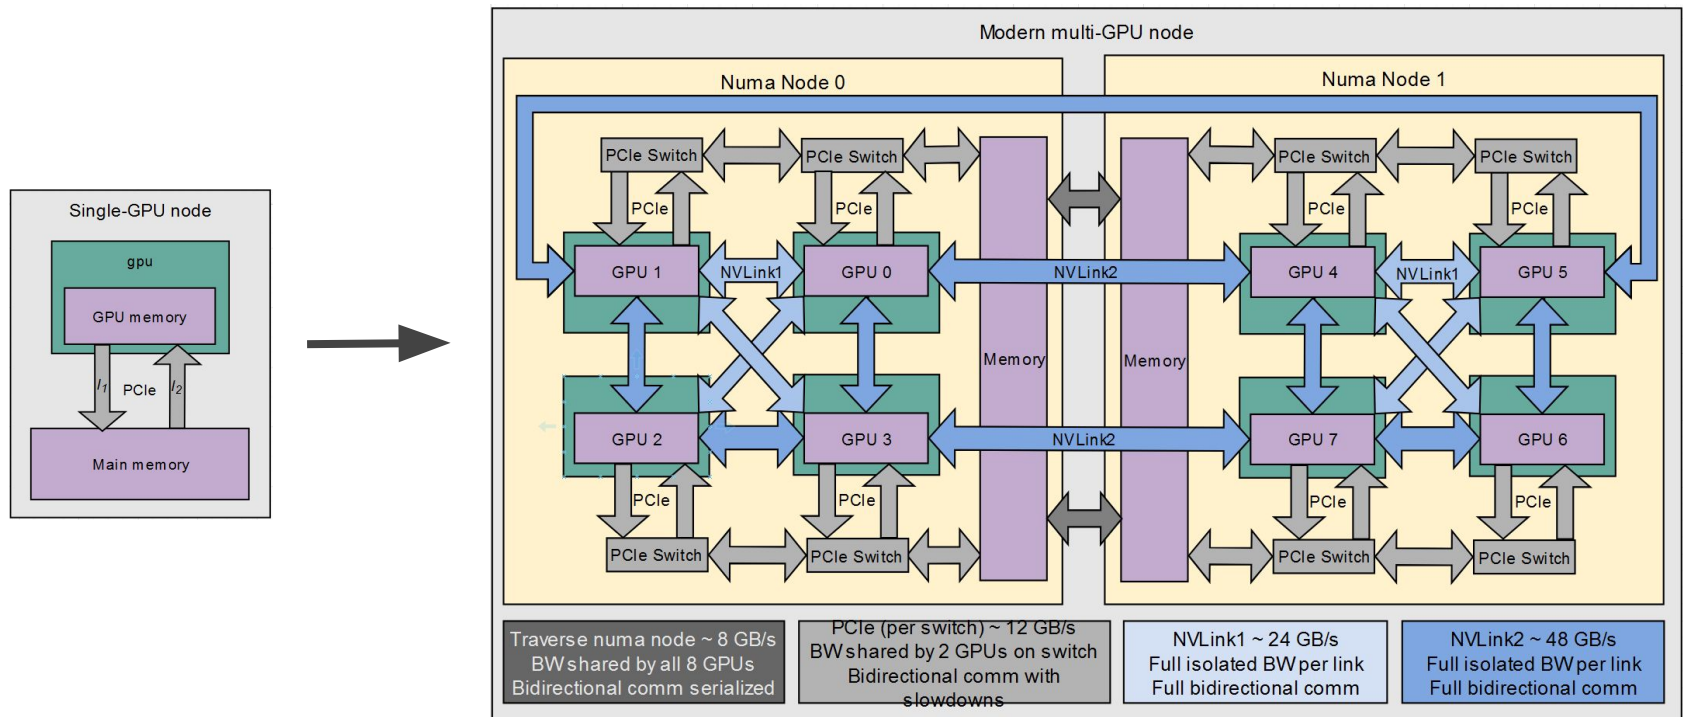 Single-GPU node
gpu
GPU memory
I1
PCIe
I2
Main memory
Modern multi-GPU node
Numa Node 0
Numa Node 1
PCIe Switch
PCIe Switch
PCIe Switch
PCIe Switch
PCIe
PCIe
PCIe
PCIe
GPU 1
NVLink1
GPU 0
NVLink2
GPU 4
NVLink1
GPU 5
Memory
Memory
GPU 2
GPU 3
NVLink2
GPU 7
GPU 6
PCIe
PCIe
PCIe
PCIe
PCIe Switch
PCIe Switch
PCIe Switch
PCIe Switch
Traverse numa node ~ 8 GB/s
BW shared by all 8 GPUs
Bidirectional comm serialized
PCIe (per switch) ~ 12 GB/s
BW shared by 2 GPUs on switch
Bidirectional comm with
slowdowns
NVLink1 ~ 24 GB/s
Full isolated BW per link
Full bidirectional comm
NVLink2 ~ 48 GB/s
Full isolated BW per link
Full bidirectional comm